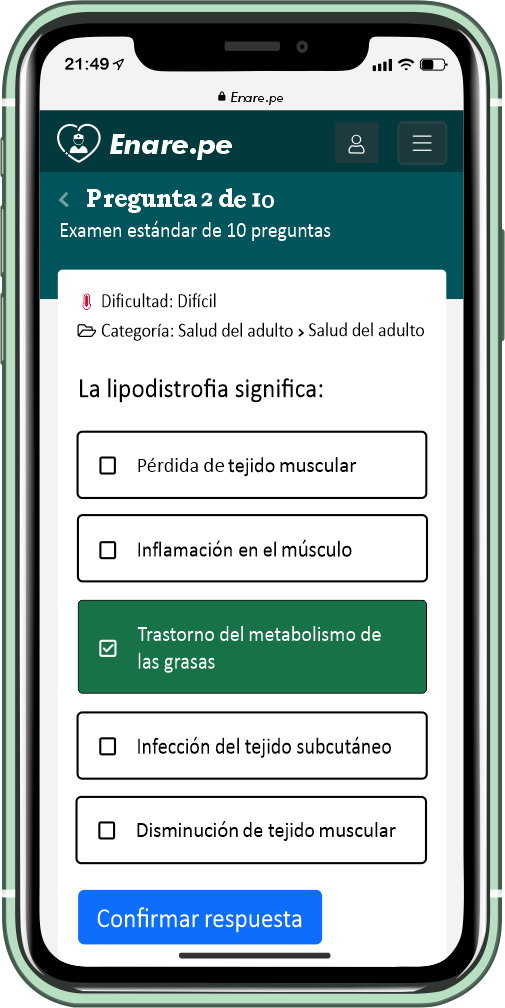 21:49
Enare.pe
Enare.pe
Pregunta 2 de 10
Examen estándar de 10 preguntas
Dificultad: Difícil
Categoría: Salud del adulto > Salud del adulto
La lipodistrofia significa:
Pérdida de tejido muscular
Inflamación en el músculo
Trastorno del metabolismo de
las grasas
Infección del tejido subcutáneo
Disminución de tejido muscular
Confirmar respuesta